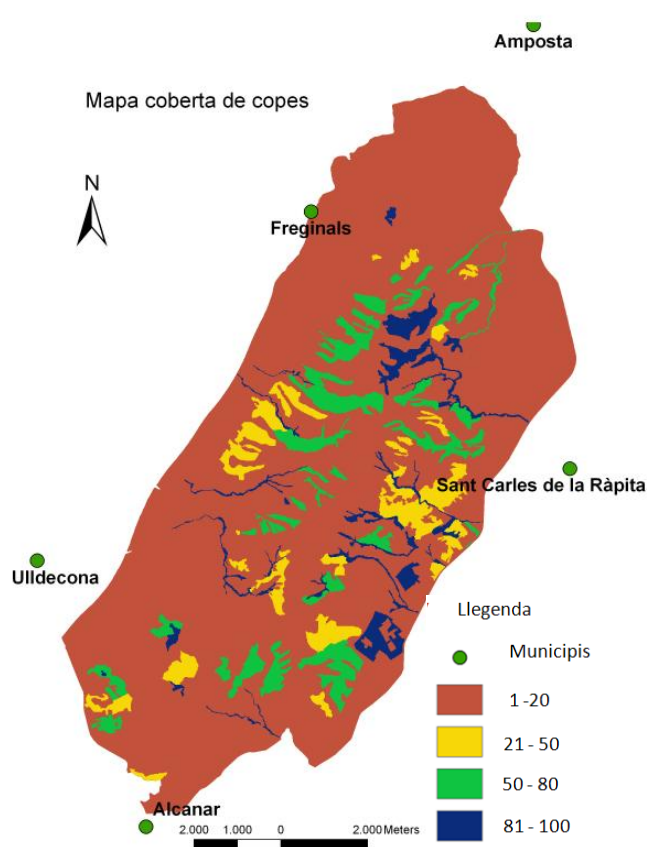 Amposta
Mapa coberta de copes
N
Freginals
Sant Carles de la Ràpita
Ulldecona
Llegenda
Municipis
1 -20
21 - 50
50 - 80
81 - 100
Alcanar
2.000 1.000 0 2.000 Meters